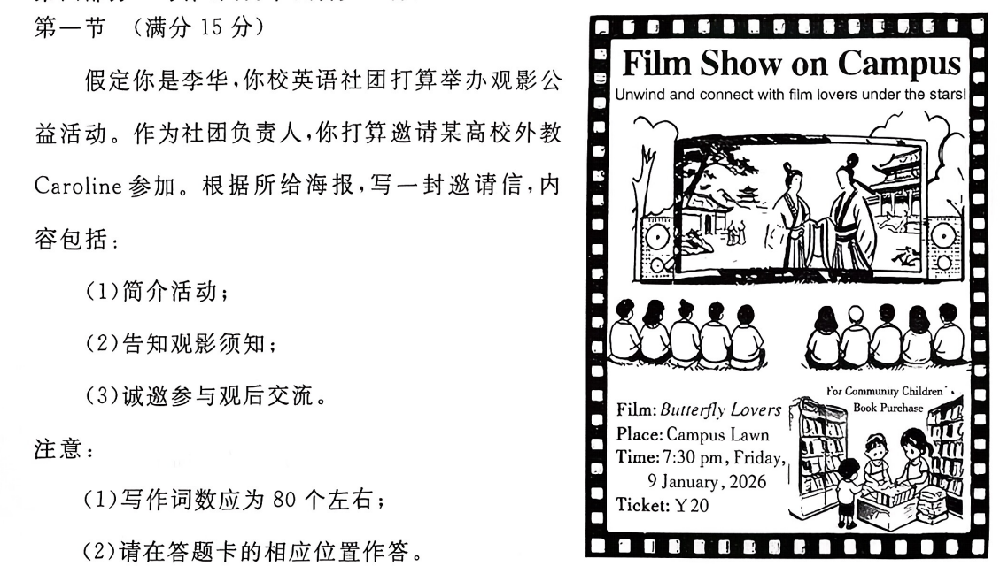 第一节 (满分 15 分)
假定你是李华,你校英语社团打算举办观影公
益活动。作为社团负责人,你打算邀请某高校外教
Caroline 参加。根据所给海报,写一封邀请信,内
容包括:
(1)简介活动;
(2)告知观影须知;
(3)诚邀参与观后交流。
注意:
(1)写作词数应为 80 个左右;
(2)请在答题卡的相应位置作答。
Film Show on Campus
Unwind and connect with film lovers under the stars!
For Community Children's
Book Purchase
Film: Butterfly Lovers
Place: Campus Lawn
Time: 7:30 pm, Friday,
9 January, 2026
Ticket: Y20